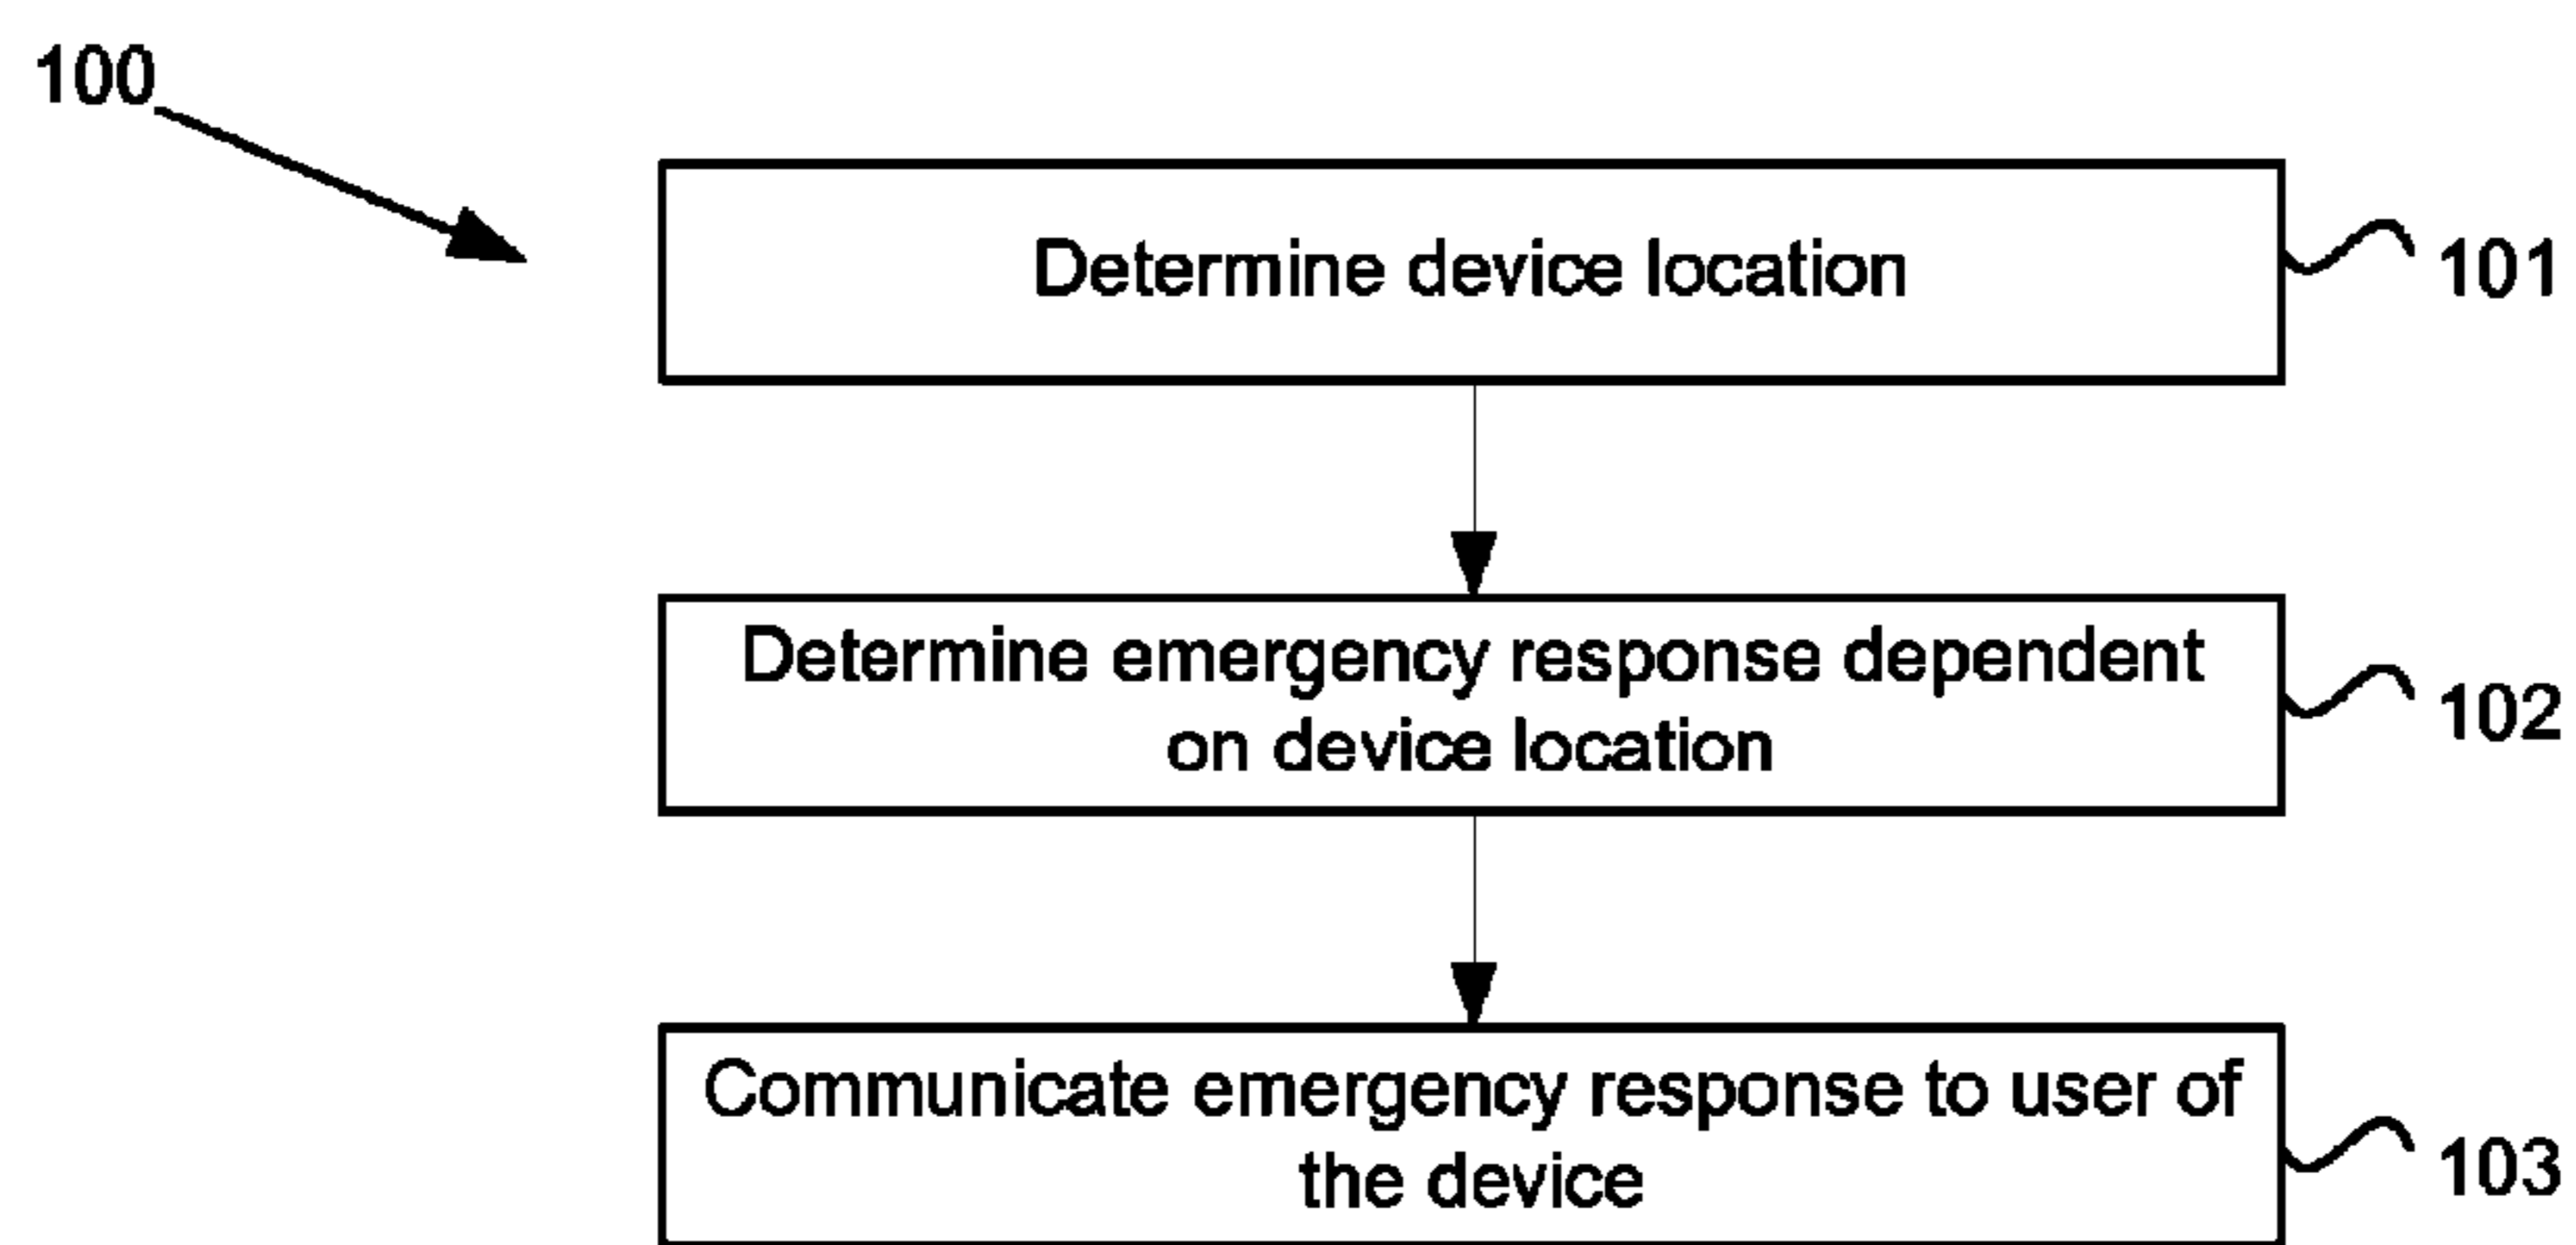 100
Determine device location
101
Determine emergency response dependent
on device location
102
Communicate emergency response to user of
the device
103